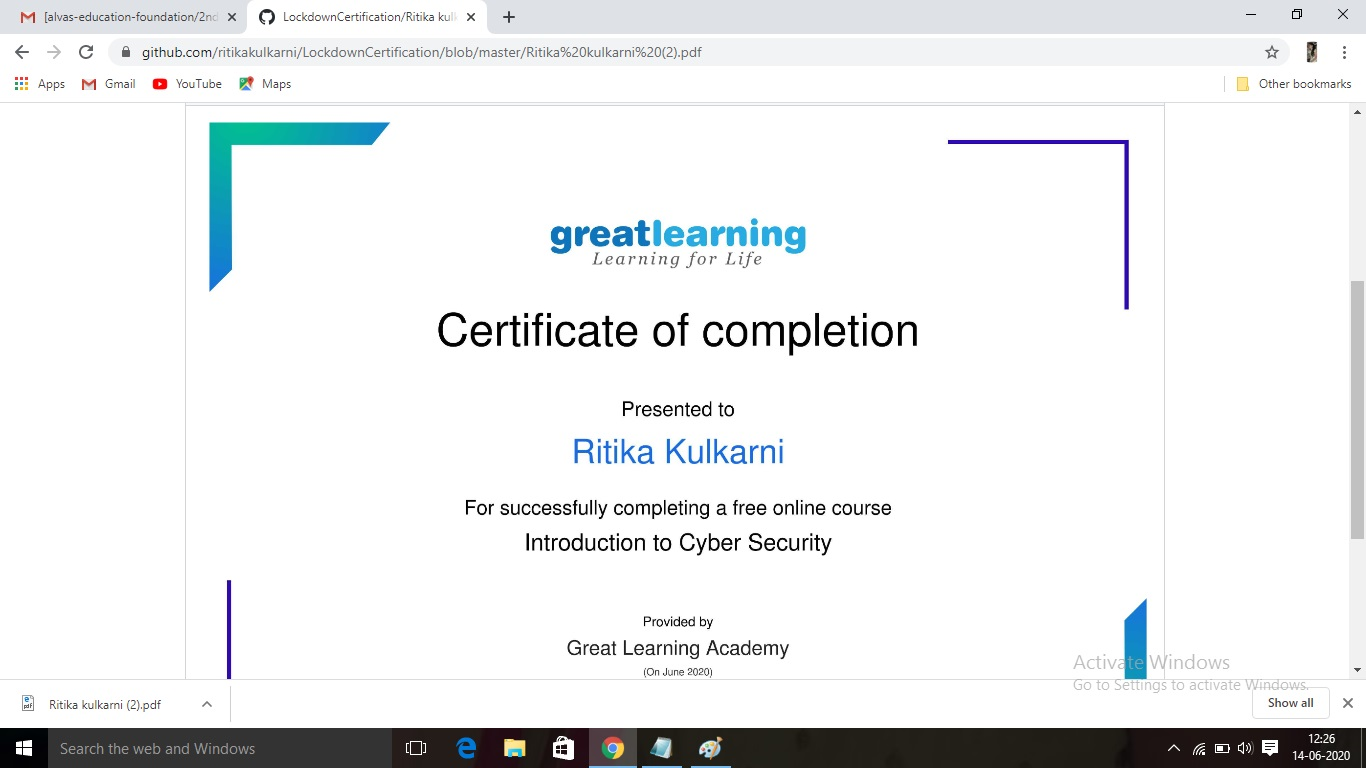 [alvas-education-foundation/2nd
LockdownCertification/Ritika kulk
github.com/ritikakulkarni/LockdownCertification/blob/master/Ritika%20kulkarni%20(2).pdf
Apps
Gmail
YouTube
Maps
Other bookmarks
greatlearning
Learning for Life
Certificate of completion
Presented to
Ritika Kulkarni
For successfully completing a free online course
Introduction to Cyber Security
Provided by
Great Learning Academy
(On June 2020)
Activate Windows
Go to Settings to activate Windows.
Ritika kulkarni (2).pdf
Show all
Search the web and Windows
12:26
14-06-2020